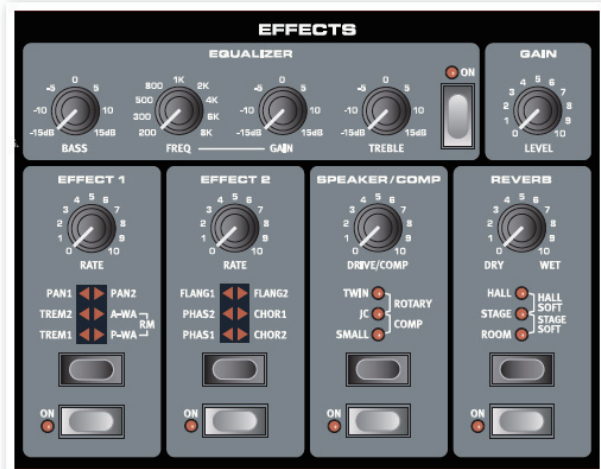 EFFECTS
EQUALIZER
-5 0 5
-10 10
-15dB 15dB
BASS
800 1K 2K
500 4K
300 6K
200 8K
FREQ
-5 0 5
-10 10
-15dB 15dB
GAIN
-5 0 5
-10 10
-15dB 15dB
TREBLE
ON
GAIN
0 1 2 3 4 5 6 7 8 9 10
LEVEL
EFFECT 1
0 1 2 3 4 5 6 7 8 9 10
RATE
PAN1 PAN2
TREM2 A-WA
TREM1 P-WA
RM
ON
EFFECT 2
0 1 2 3 4 5 6 7 8 9 10
RATE
FLANG1 FLANG2
PHAS2 CHOR1
PHAS1 CHOR2
ON
SPEAKER/COMP
0 1 2 3 4 5 6 7 8 9 10
DRIVE/COMP
TWIN
JC
SMALL
ROTARY
COMP
ON
REVERB
0 1 2 3 4 5 6 7 8 9 10
DRY WET
HALL
STAGE
ROOM
HALL
SOFT
STAGE
SOFT
ON